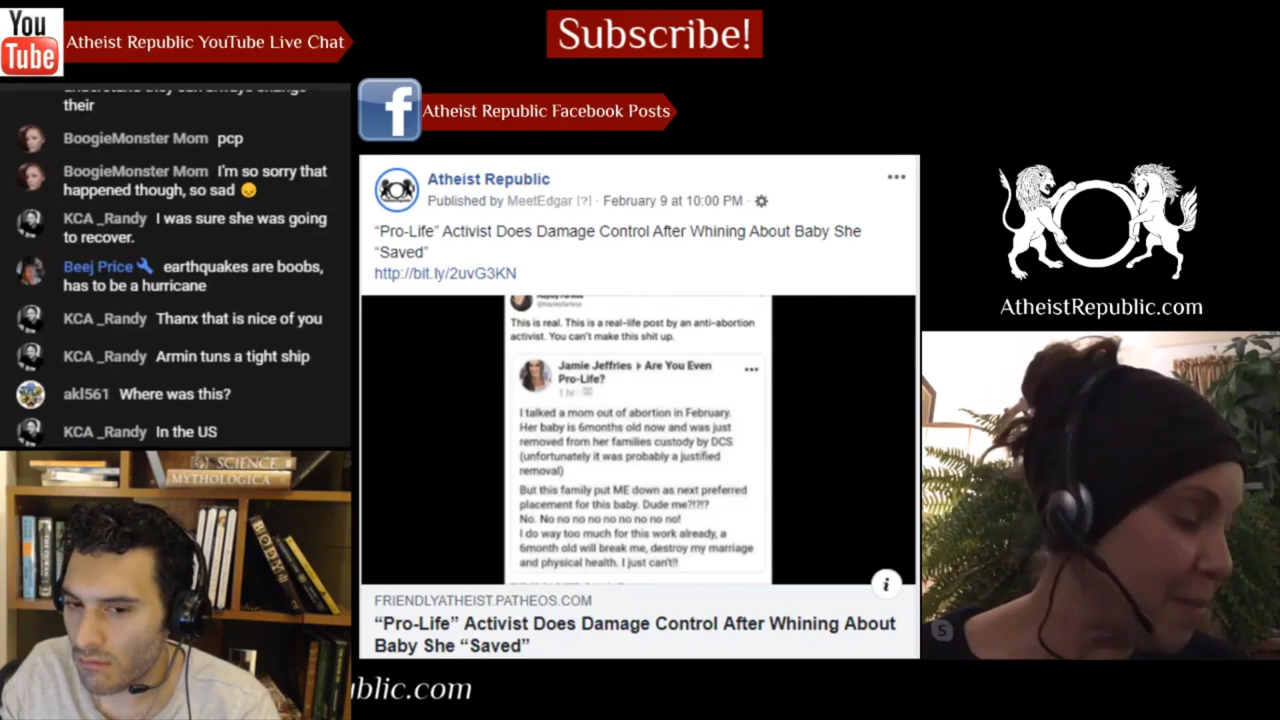 You
Tube
Atheist Republic YouTube Live Chat
Subscribe!
understand they can always change
their
BoogieMonster Mom pcp
BoogieMonster Mom I'm so sorry that
happened though, so sad 😞
KCA _Randy I was sure she was going
to recover.
Beej Price earthquakes are boobs,
has to be a hurricane
KCA _Randy Thanx that is nice of you
KCA _Randy Armin tuns a tight ship
akl561 Where was this?
KCA _Randy In the US
f
Atheist Republic Facebook Posts
Atheist Republic
Published by MeetEdgar [?] · February 9 at 10:00 PM ·
“Pro-Life” Activist Does Damage Control After Whining About Baby She
“Saved”
http://bit.ly/2uvG3KN
This is real. This is a real-life post by an anti-abortion
activist. You can't make this shit up.
Jamie Jeffries ▸ Are You Even
Pro-Life?
1 hr ·
I talked a mom out of abortion in February.
Her baby is 6months old now and was just
removed from her families custody by DCS
(unfortunately it was probably a justified
removal)
But this family put ME down as next preferred
placement for this baby. Dude me?!?!?
No. No no no no no no no no!
I do way too much for this work already, a
6month old will break me, destroy my marriage
and physical health. I just can't!!
i
FRIENDLYATHEIST.PATHEOS.COM
“Pro-Life” Activist Does Damage Control After Whining About
Baby She “Saved”
AtheistRepublic.com
SCIENCE
MYTHOLOGICA
S
ublic.com